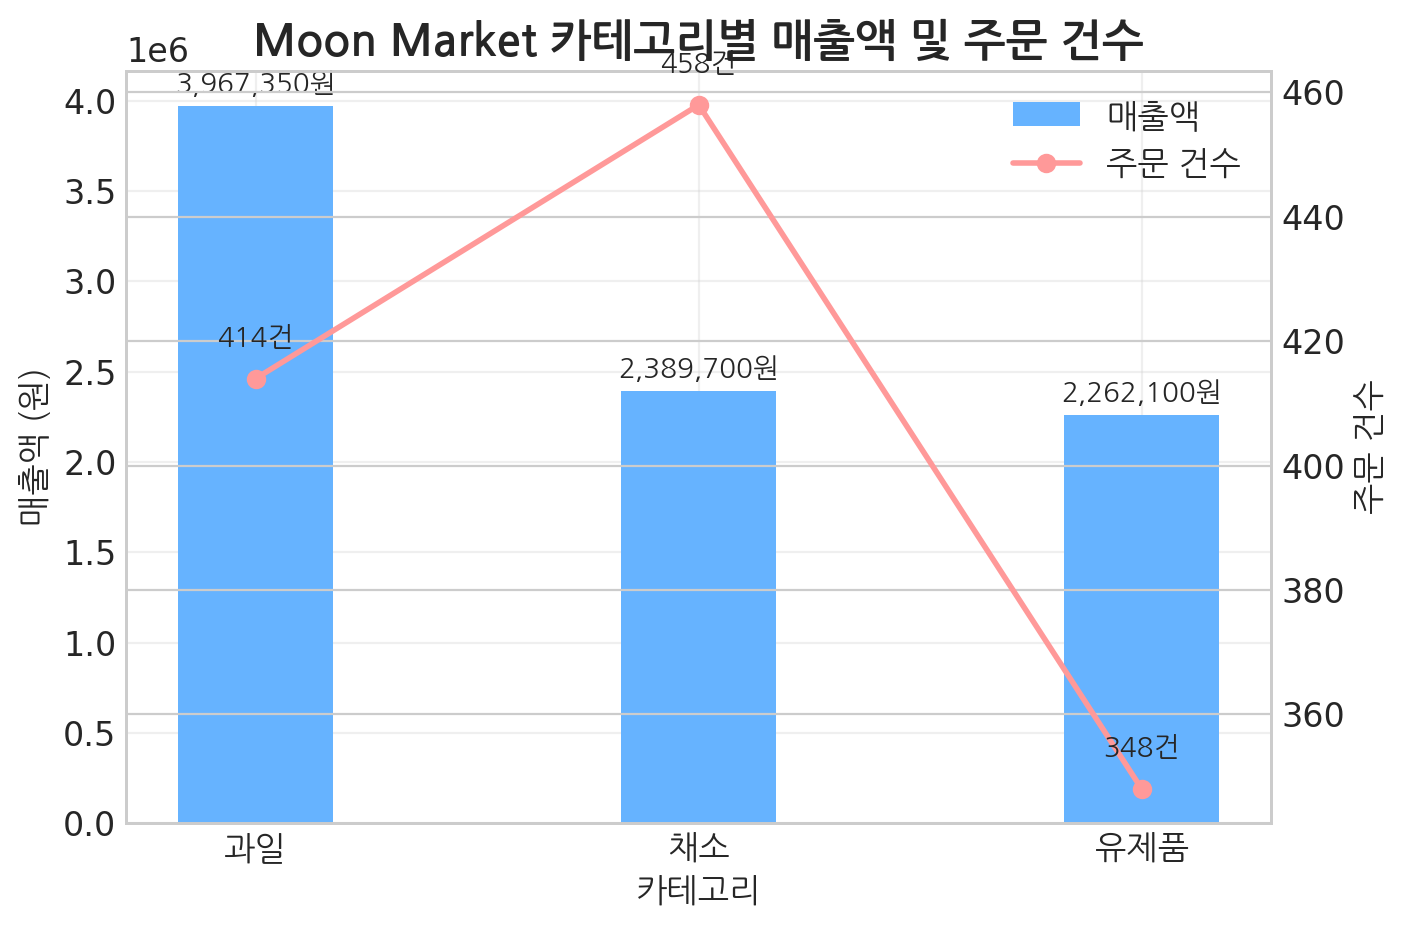 Moon Market 카테고리별 매출액 및 주문 건수
1e6
458건
3,967,350원
매출액
주문 건수
414건
2,389,700원
2,262,100원
348건
4.0
3.5
3.0
2.5
2.0
1.5
1.0
0.5
0.0
매출액 (원)
460
440
420
400
380
360
주문 건수
과일
채소
유제품
카테고리